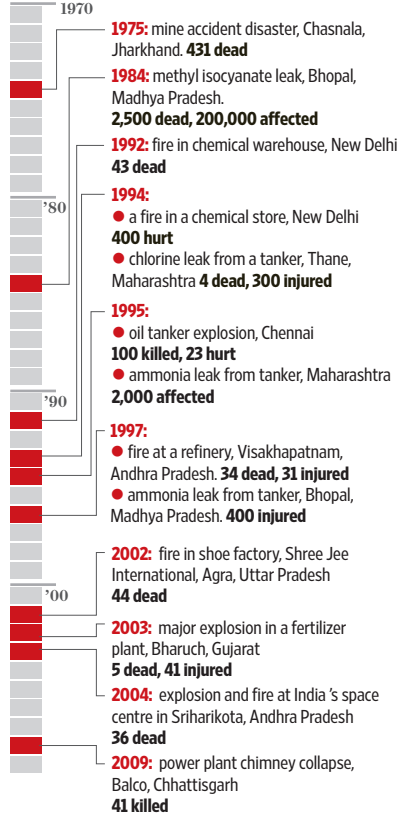 1970
1975: mine accident disaster, Chasnala,
Jharkhand. 431 dead
1984: methyl isocyanate leak, Bhopal,
Madhya Pradesh.
2,500 dead, 200,000 affected
1992: fire in chemical warehouse, New Delhi
43 dead
1994:
’80
● a fire in a chemical store, New Delhi
400 hurt
● chlorine leak from a tanker, Thane,
Maharashtra 4 dead, 300 injured
1995:
● oil tanker explosion, Chennai
100 killed, 23 hurt
● ammonia leak from tanker, Maharashtra
2,000 affected
’90
1997:
● fire at a refinery, Visakhapatnam,
Andhra Pradesh. 34 dead, 31 injured
● ammonia leak from tanker, Bhopal,
Madhya Pradesh. 400 injured
2002: fire in shoe factory, Shree Jee
International, Agra, Uttar Pradesh
44 dead
’00
2003: major explosion in a fertilizer
plant, Bharuch, Gujarat
5 dead, 41 injured
2004: explosion and fire at India ’s space
centre in Sriharikota, Andhra Pradesh
36 dead
2009: power plant chimney collapse,
Balco, Chhattisgarh
41 killed